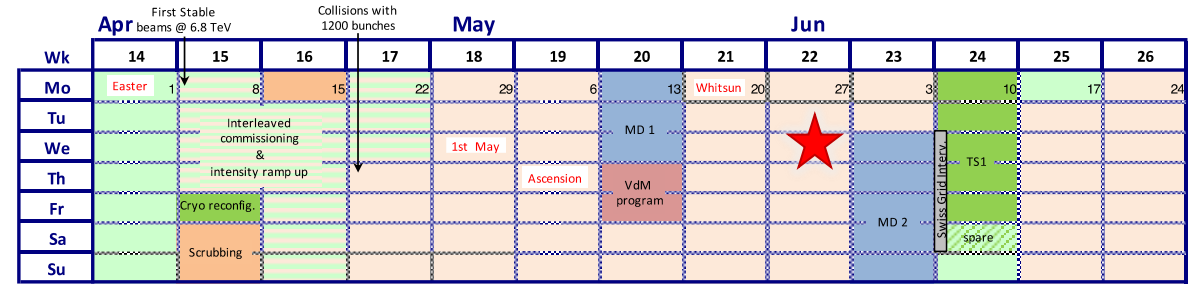 First Stable
beams @ 6.8 TeV
Collisions with
1200 bunches
Apr May Jun
Wk 14 15 16 17 18 19 20 21 22 23 24 25 26
Mo Easter 1 8 15 22 29 6 13 Whitsun 20 27 3 10 17 24
Tu
We
Th
Fr
Sa
Su
Interleaved
commissioning
&
intensity ramp up
Cryo reconfig.
Scrubbing
1st May
Ascension
MD 1
VdM
program
MD 2
Swiss Grid Interv.
TS1
spare